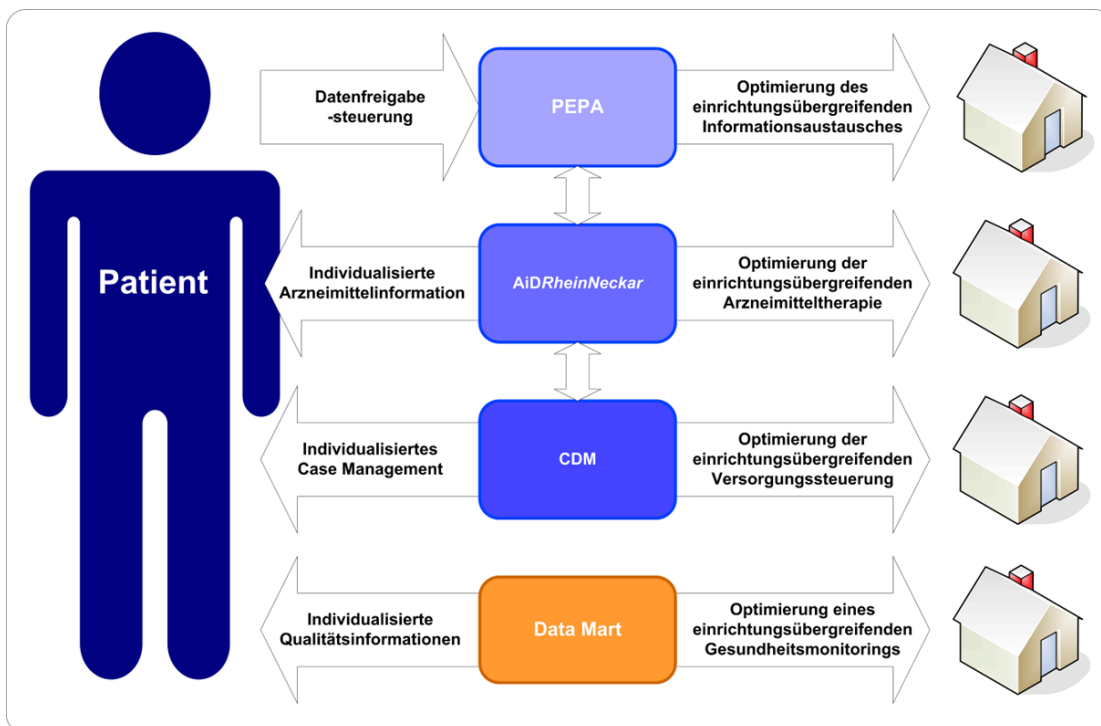 Patient
Datenfreigabe
-steuerung
PEPA
Optimierung des
einrichtungsübergreifenden
Informationsaustausches
Individualisierte
Arzneimittelinformation
AiDRheinNeckar
Optimierung der
einrichtungsübergreifenden
Arzneimitteltherapie
Individualisiertes
Case Management
CDM
Optimierung der
einrichtungsübergreifenden
Versorgungssteuerung
Individualisierte
Qualitätsinformationen
Data Mart
Optimierung eines
einrichtungsübergreifenden
Gesundheitsmonitorings